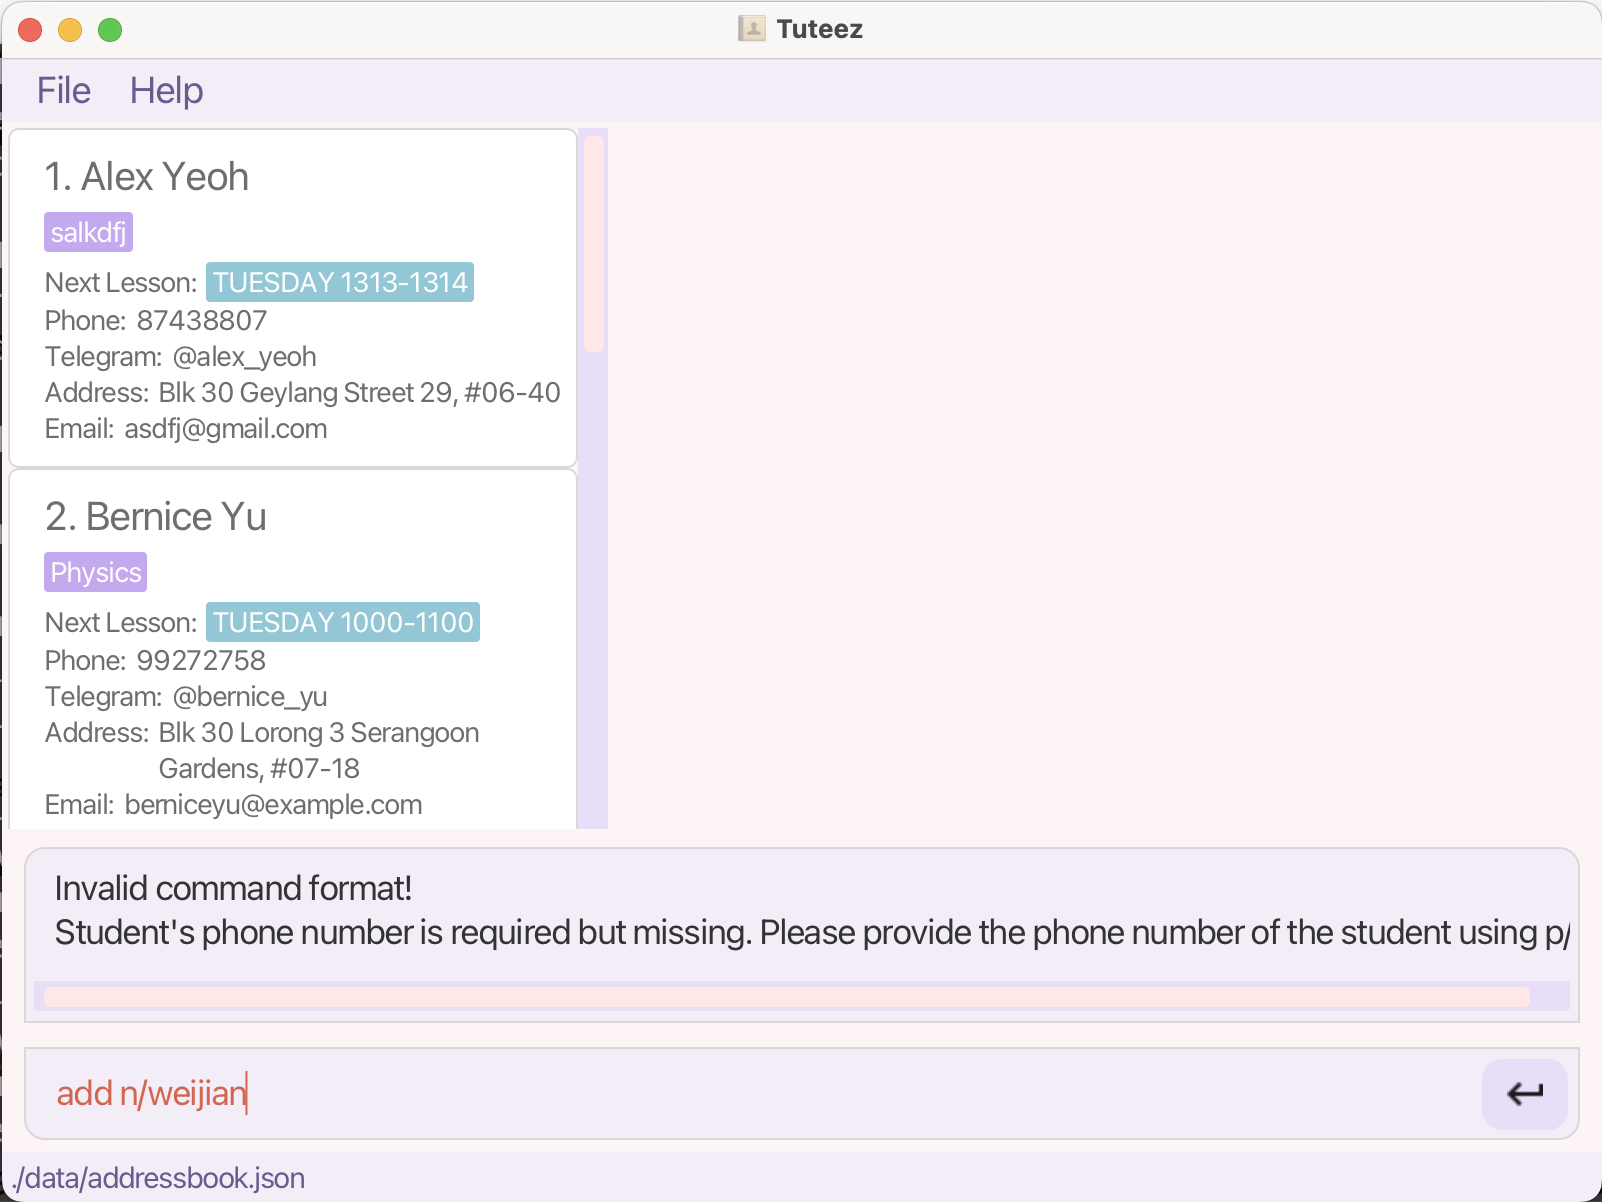 Tuteez
File Help
1. Alex Yeoh
salkdfj
Next Lesson: TUESDAY 1313-1314
Phone: 87438807
Telegram: @alex_yeoh
Address: Blk 30 Geylang Street 29, #06-40
Email: asdfj@gmail.com
2. Bernice Yu
Physics
Next Lesson: TUESDAY 1000-1100
Phone: 99272758
Telegram: @bernice_yu
Address: Blk 30 Lorong 3 Serangoon
Gardens, #07-18
Email: berniceyu@example.com
Invalid command format!
Student's phone number is required but missing. Please provide the phone number of the student using p/
add n/weijian
./data/addressbook.json